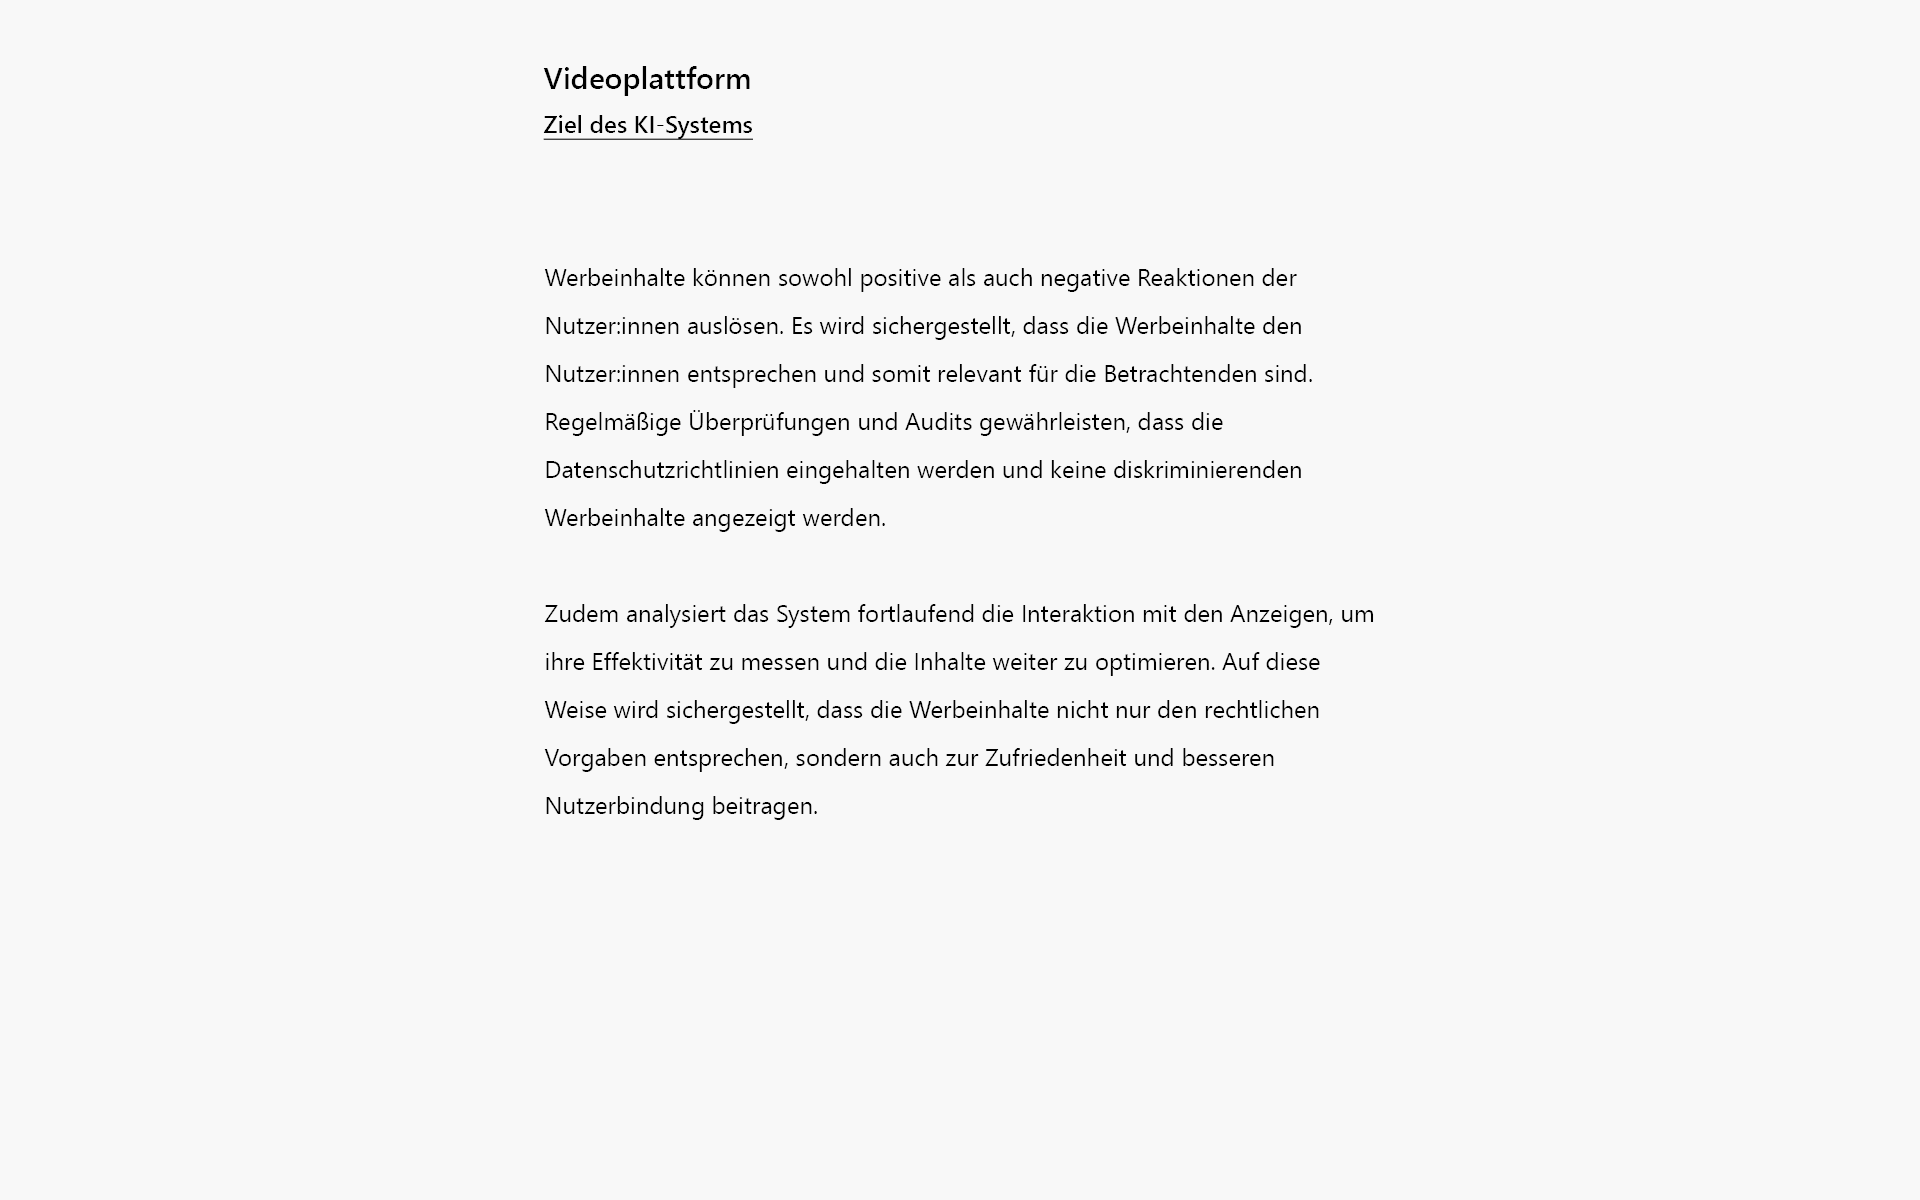 Videoplattform
Ziel des KI-Systems
Werbeinhalte können sowohl positive als auch negative Reaktionen der
Nutzer:innen auslösen. Es wird sichergestellt, dass die Werbeinhalte den
Nutzer:innen entsprechen und somit relevant für die Betrachtenden sind.
Regelmäßige Überprüfungen und Audits gewährleisten, dass die
Datenschutzrichtlinien eingehalten werden und keine diskriminierenden
Werbeinhalte angezeigt werden.
Zudem analysiert das System fortlaufend die Interaktion mit den Anzeigen, um
ihre Effektivität zu messen und die Inhalte weiter zu optimieren. Auf diese
Weise wird sichergestellt, dass die Werbeinhalte nicht nur den rechtlichen
Vorgaben entsprechen, sondern auch zur Zufriedenheit und besseren
Nutzerbindung beitragen.